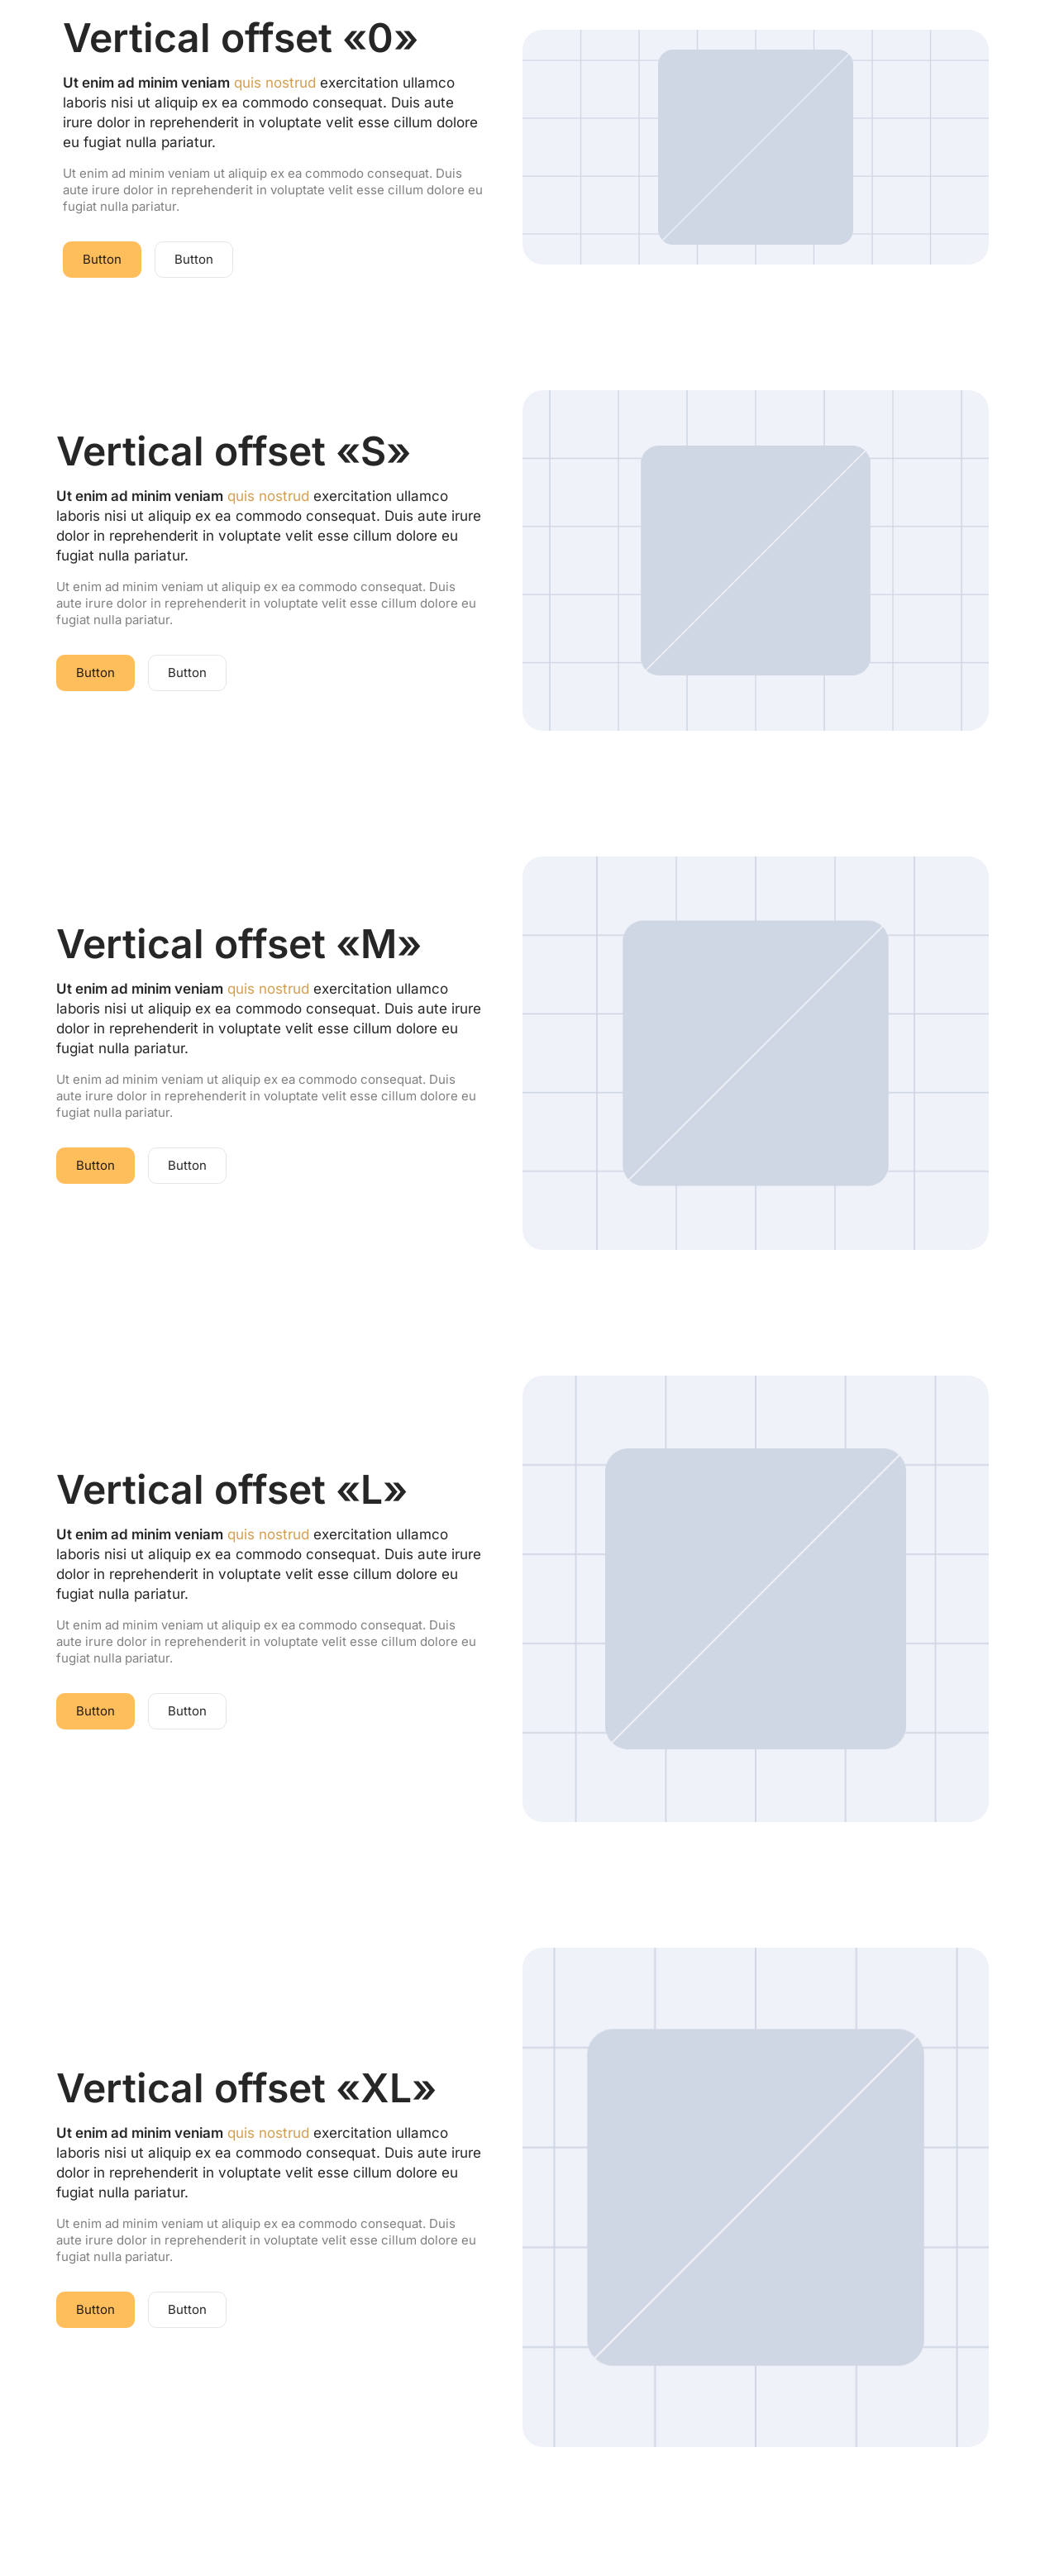 Vertical offset «0»
Ut enim ad minim veniam quis nostrud exercitation ullamco
laboris nisi ut aliquip ex ea commodo consequat. Duis aute
irure dolor in reprehenderit in voluptate velit esse cillum dolore
eu fugiat nulla pariatur.
Ut enim ad minim veniam ut aliquip ex ea commodo consequat. Duis
aute irure dolor in reprehenderit in voluptate velit esse cillum dolore eu
fugiat nulla pariatur.
Button Button
Vertical offset «S»
Ut enim ad minim veniam quis nostrud exercitation ullamco
laboris nisi ut aliquip ex ea commodo consequat. Duis aute irure
dolor in reprehenderit in voluptate velit esse cillum dolore eu
fugiat nulla pariatur.
Ut enim ad minim veniam ut aliquip ex ea commodo consequat. Duis
aute irure dolor in reprehenderit in voluptate velit esse cillum dolore eu
fugiat nulla pariatur.
Button Button
Vertical offset «M»
Ut enim ad minim veniam quis nostrud exercitation ullamco
laboris nisi ut aliquip ex ea commodo consequat. Duis aute irure
dolor in reprehenderit in voluptate velit esse cillum dolore eu
fugiat nulla pariatur.
Ut enim ad minim veniam ut aliquip ex ea commodo consequat. Duis
aute irure dolor in reprehenderit in voluptate velit esse cillum dolore eu
fugiat nulla pariatur.
Button Button
Vertical offset «L»
Ut enim ad minim veniam quis nostrud exercitation ullamco
laboris nisi ut aliquip ex ea commodo consequat. Duis aute irure
dolor in reprehenderit in voluptate velit esse cillum dolore eu
fugiat nulla pariatur.
Ut enim ad minim veniam ut aliquip ex ea commodo consequat. Duis
aute irure dolor in reprehenderit in voluptate velit esse cillum dolore eu
fugiat nulla pariatur.
Button Button
Vertical offset «XL»
Ut enim ad minim veniam quis nostrud exercitation ullamco
laboris nisi ut aliquip ex ea commodo consequat. Duis aute irure
dolor in reprehenderit in voluptate velit esse cillum dolore eu
fugiat nulla pariatur.
Ut enim ad minim veniam ut aliquip ex ea commodo consequat. Duis
aute irure dolor in reprehenderit in voluptate velit esse cillum dolore eu
fugiat nulla pariatur.
Button Button